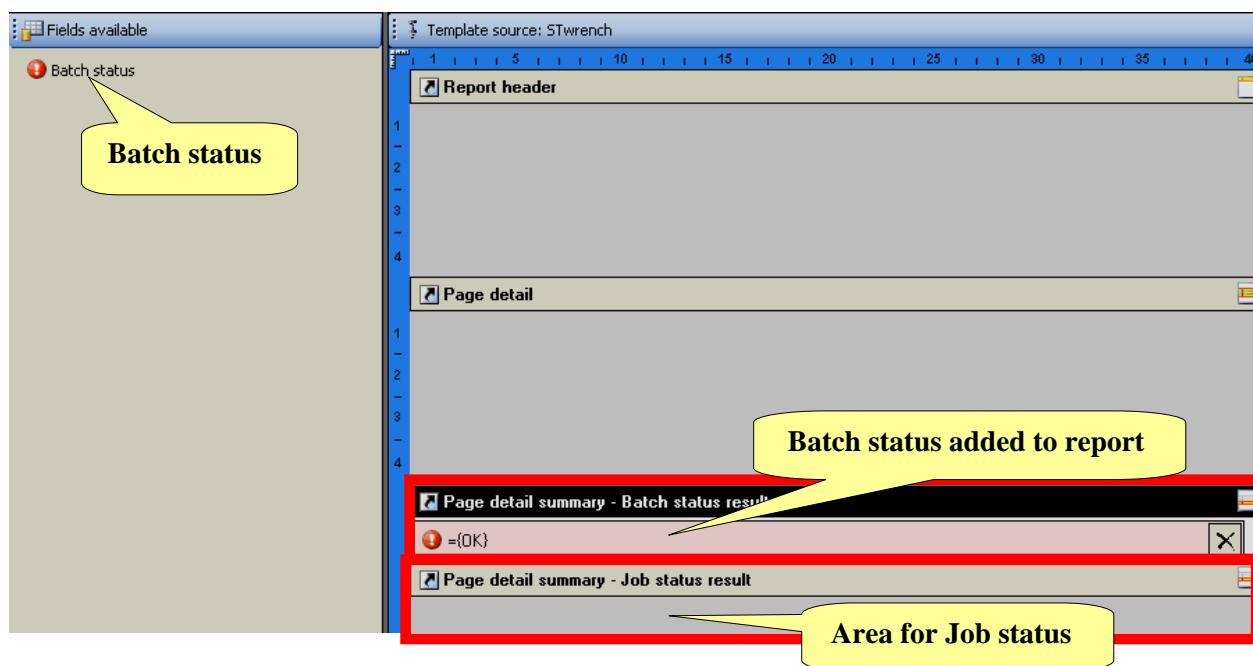 Fields available
Batch status
Batch status
Template source: STwrench
1 5 10 15 20 25 30 35 40
Report header
1
2
3
4
Page detail
1
2
3
4
Batch status added to report
Page detail summary - Batch status result
={OK}
Page detail summary - Job status result
Area for Job status